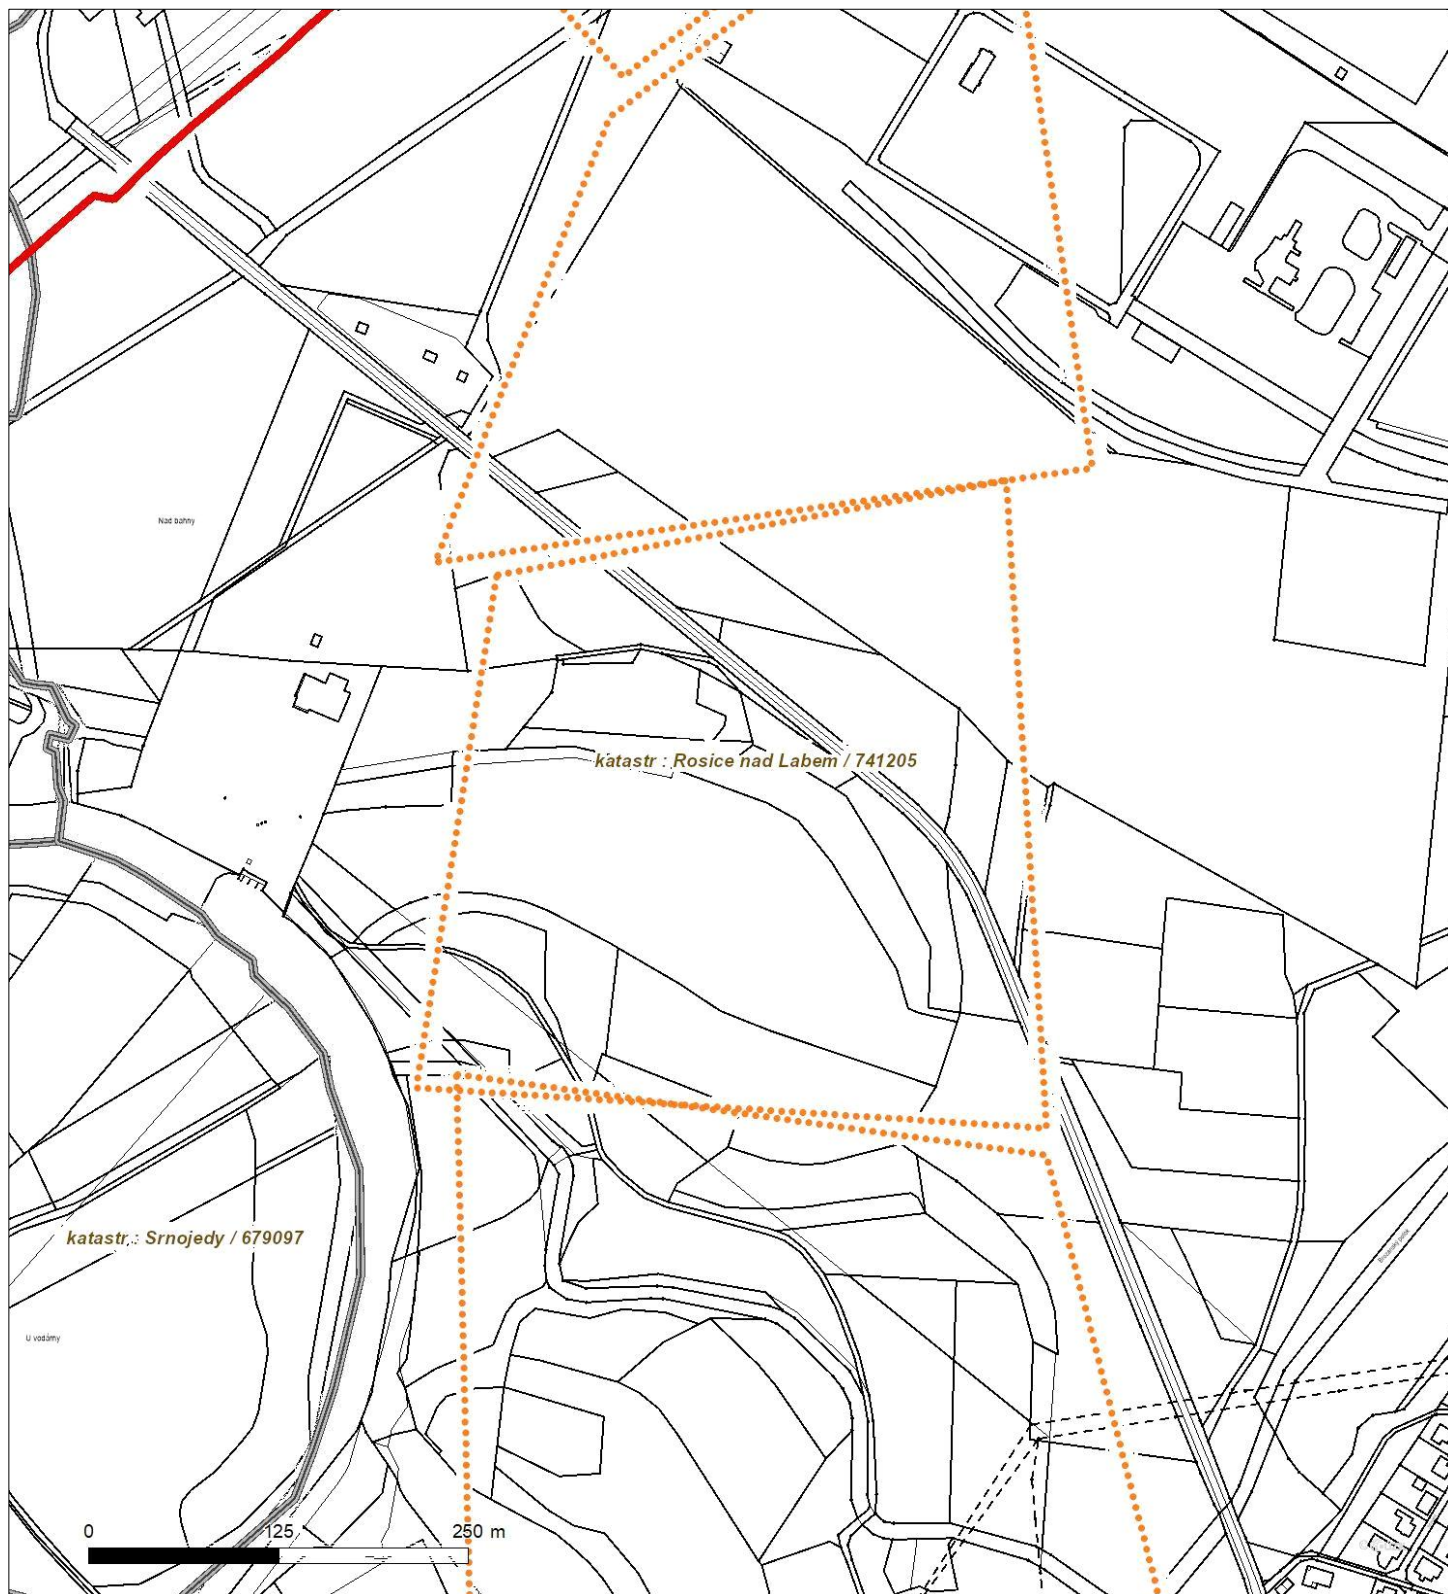 Nad bahny
katastr : Rosice nad Labem / 741205
katastr : Srnojedy / 679097
U vodárny
0 125 250 m